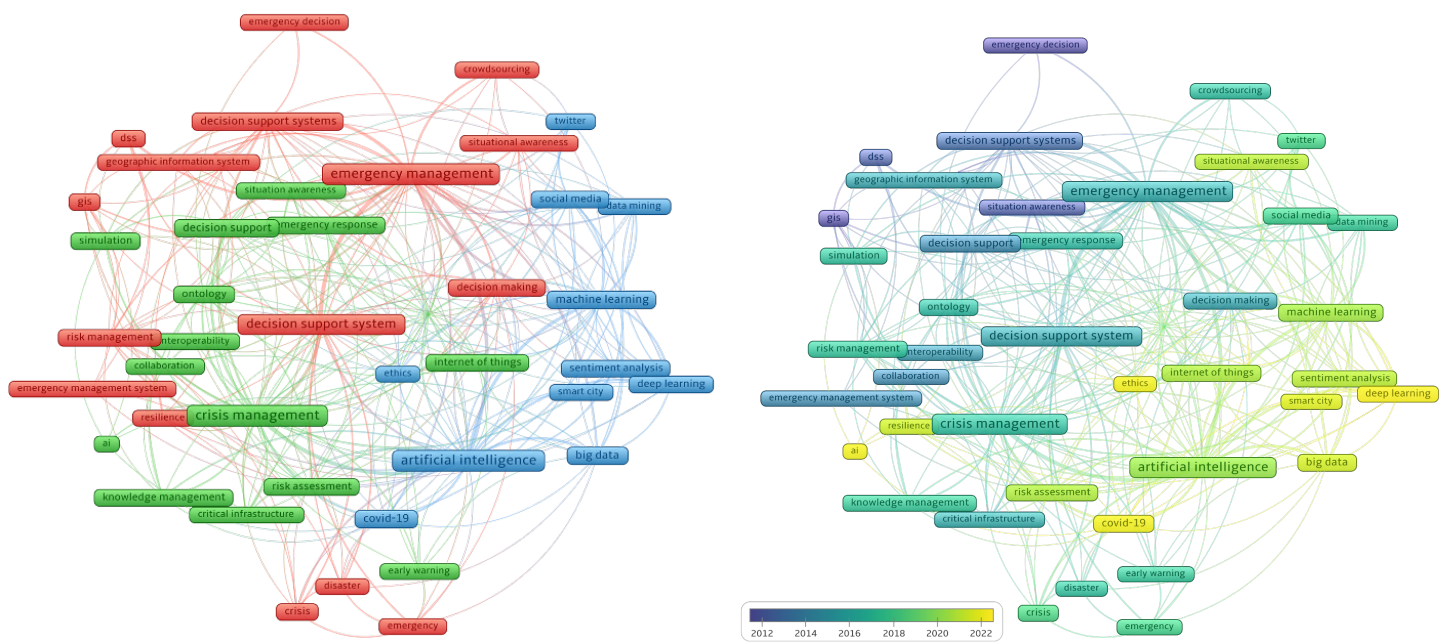 emergency decision
crowdsourcing
decision support systems
twitter
dss
situational awareness
geographic information system
emergency management
situation awareness
gis
social media
data mining
decision support
emergency response
simulation
decision making
ontology
machine learning
decision support system
risk management
interoperability
internet of things
collaboration
sentiment analysis
ethics
deep learning
emergency management system
smart city
crisis management
resilience
ai
big data
artificial intelligence
risk assessment
knowledge management
critical infrastructure
covid-19
early warning
disaster
crisis
emergency
emergency decision
crowdsourcing
decision support systems
twitter
dss
situational awareness
geographic information system
emergency management
situation awareness
gis
social media
data mining
decision support
emergency response
simulation
decision making
ontology
machine learning
decision support system
risk management
interoperability
internet of things
collaboration
sentiment analysis
ethics
deep learning
emergency management system
smart city
crisis management
resilience
ai
big data
artificial intelligence
risk assessment
knowledge management
critical infrastructure
covid-19
early warning
disaster
crisis
emergency
2012 2014 2016 2018 2020 2022